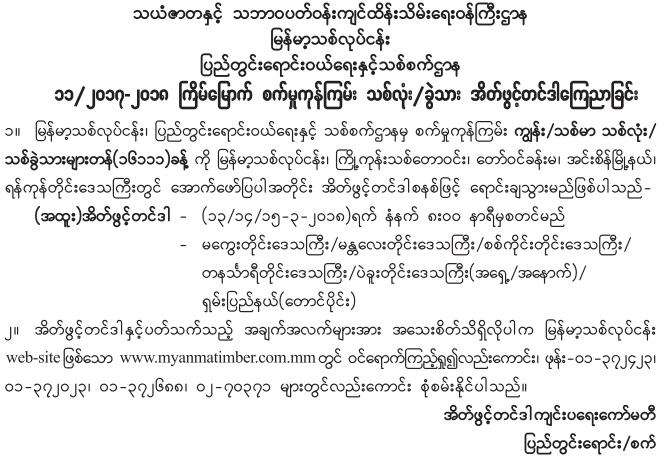 သယံဇာတနှင့် သဘာဝပတ်ဝန်းကျင်ထိန်းသိမ်းရေးဝန်ကြီးဌာန
မြန်မာ့သစ်လုပ်ငန်း
ပြည်တွင်းရောင်းဝယ်ရေးနှင့်သစ်စက်ဌာန
၁၁/၂၀၁၇-၂၀၁၈ ကြိမ်မြောက် စက်မှုကုန်ကြမ်း သစ်လုံး/ခွဲသား အိတ်ဖွင့်တင်ဒါကြေညာခြင်း
၁။ မြန်မာ့သစ်လုပ်ငန်း၊ ပြည်တွင်းရောင်းဝယ်ရေးနှင့် သစ်စက်ဌာနမှ စက်မှုကုန်ကြမ်း ကျွန်း/သစ်မာ သစ်လုံး/
သစ်ခွဲသားများတန်(၁၆၁၁၁)ခန့် ကို မြန်မာ့သစ်လုပ်ငန်း၊ ကြို့ကုန်းသစ်တောဝင်း၊ တော်ဝင်ခန်းမ၊ အင်းစိန်မြို့နယ်၊
ရန်ကုန်တိုင်းဒေသကြီးတွင် အောက်ဖော်ပြပါအတိုင်း အိတ်ဖွင့်တင်ဒါစနစ်ဖြင့် ရောင်းချသွားမည်ဖြစ်ပါသည်-
(အထူး)အိတ်ဖွင့်တင်ဒါ - (၁၃/၁၄/၁၅-၃-၂၀၁၈)ရက် နံနက် ၈း၀၀ နာရီမှစတင်မည်
- မကွေးတိုင်းဒေသကြီး/မန္တလေးတိုင်းဒေသကြီး/စစ်ကိုင်းတိုင်းဒေသကြီး/
တနင်္သာရီတိုင်းဒေသကြီး/ပဲခူးတိုင်းဒေသကြီး(အရှေ့/အနောက်)/
ရှမ်းပြည်နယ်(တောင်ပိုင်း)
၂။ အိတ်ဖွင့်တင်ဒါနှင့်ပတ်သက်သည့် အချက်အလက်များအား အသေးစိတ်သိရှိလိုပါက မြန်မာ့သစ်လုပ်ငန်း
web-site ဖြစ်သော www.myanmatimber.com.mm တွင် ဝင်ရောက်ကြည့်ရှု၍လည်းကောင်း၊ ဖုန်း-၀၁-၃၇၂၄၂၃၊
၀၁-၃၇၂၀၂၃၊ ၀၁-၃၇၂၆၈၈၊ ၀၂-၇၀၃၇၁ များတွင်လည်းကောင်း စုံစမ်းနိုင်ပါသည်။
အိတ်ဖွင့်တင်ဒါကျင်းပရေးကော်မတီ
ပြည်တွင်းရောင်း/စက်